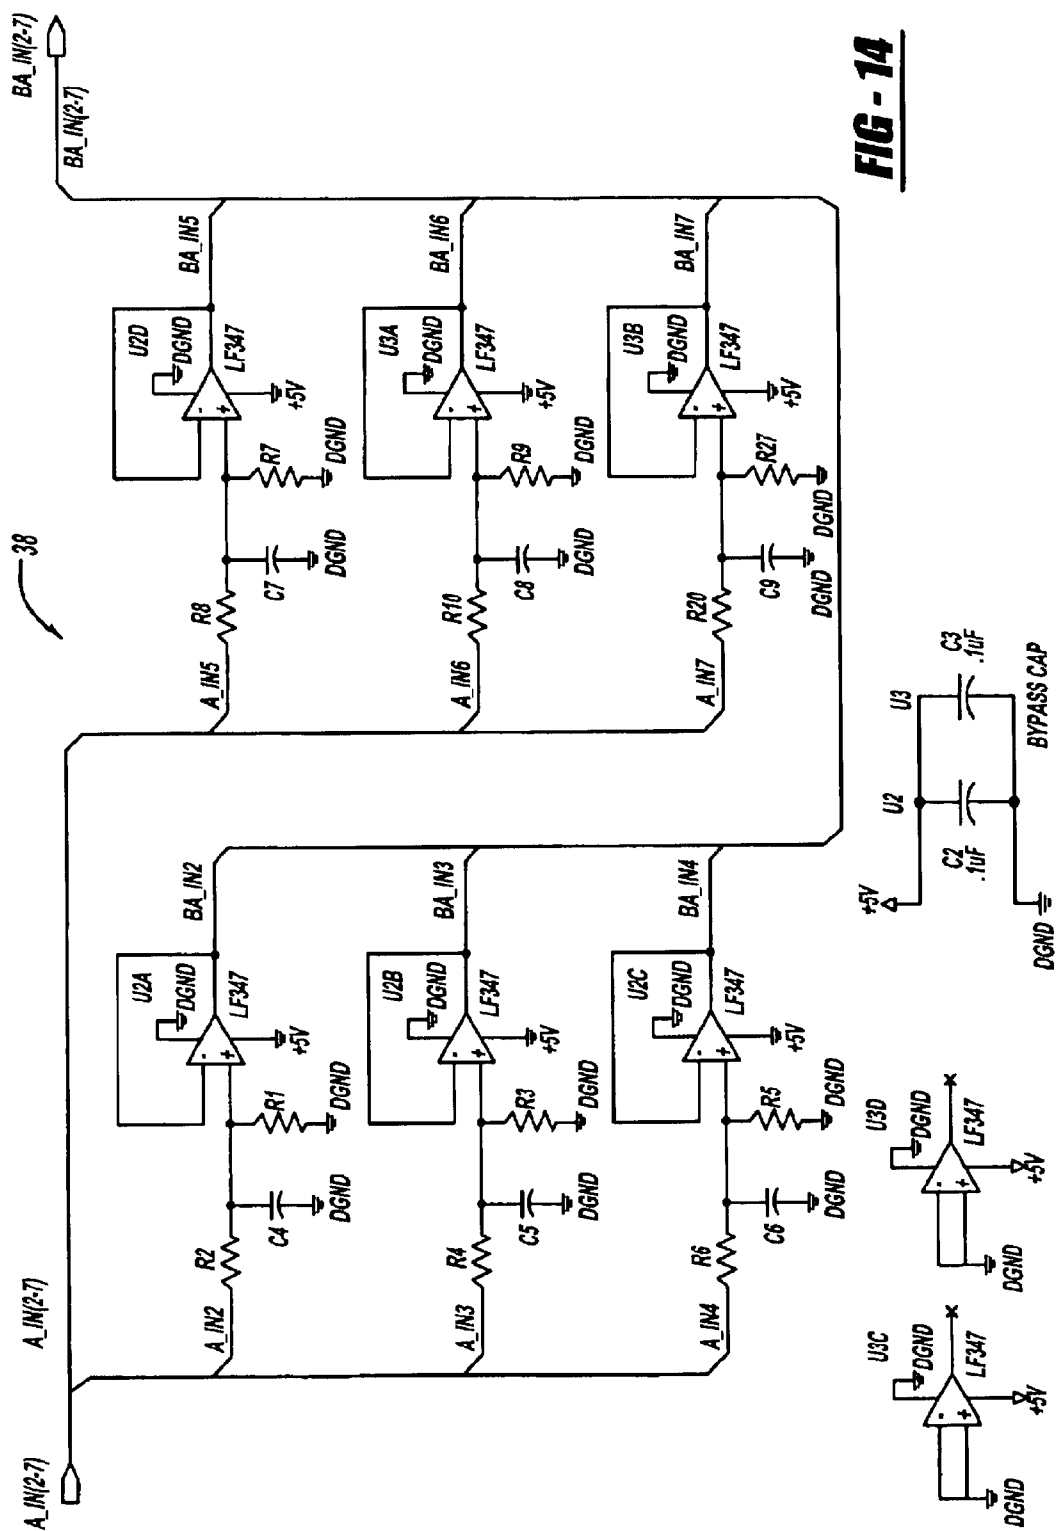 A_IN(2-7)
A_IN(2-7)
BA_IN(2-7)
BA_IN(2-7)
38
A_IN2
R2
C4
DGND
R1
DGND
U2A
DGND
LF347
+5V
-
+
BA_IN2
A_IN5
R8
C7
DGND
R7
DGND
U2D
DGND
LF347
+5V
-
+
BA_IN5
A_IN3
R4
C5
DGND
R3
DGND
U2B
DGND
LF347
+5V
-
+
BA_IN3
A_IN6
R10
C8
DGND
R9
DGND
U3A
DGND
LF347
+5V
-
+
BA_IN6
A_IN4
R6
C6
DGND
R5
DGND
U2C
DGND
LF347
+5V
-
+
BA_IN4
A_IN7
R20
C9
DGND
R27
DGND
U3B
DGND
LF347
+5V
-
+
BA_IN7
U3C
DGND
LF347
+5V
-
+
DGND
U3D
DGND
LF347
+5V
-
+
DGND
+5V
U2
U3
C2
.1uF
C3
.1uF
DGND
BYPASS CAP
FIG - 14